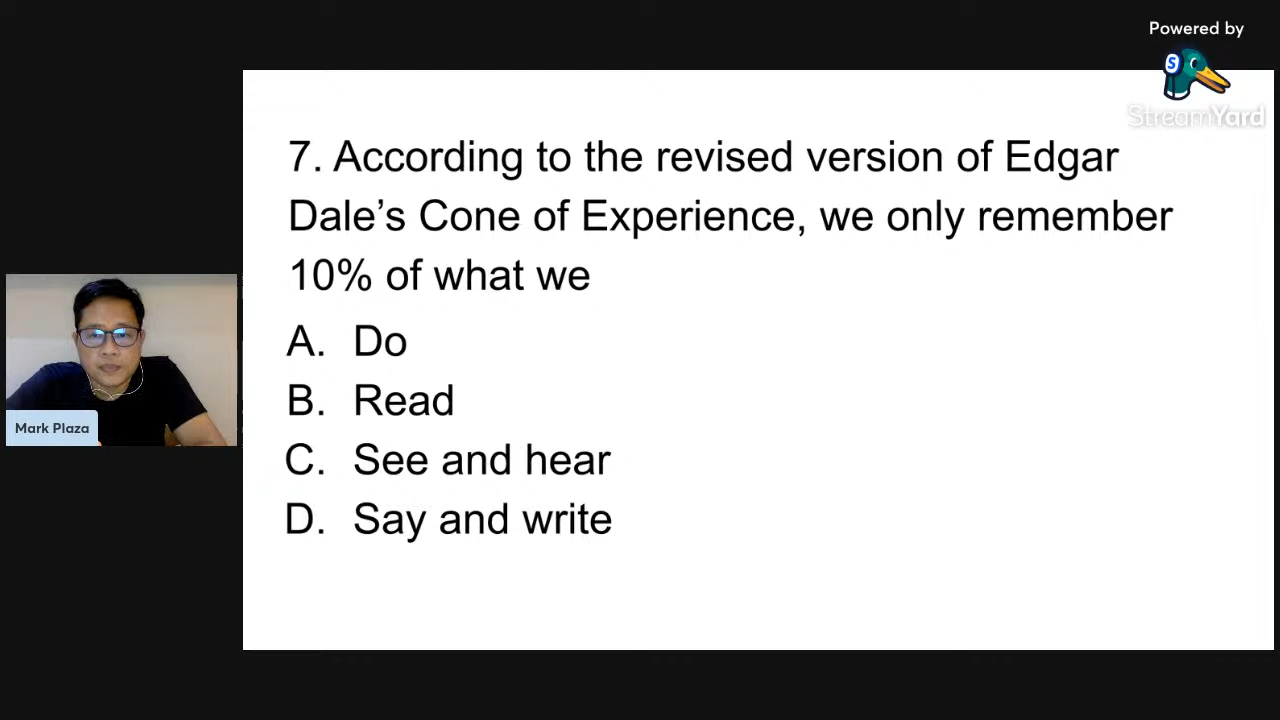 Powered by
S
StreamYard
7. According to the revised version of Edgar
Dale’s Cone of Experience, we only remember
10% of what we
A. Do
B. Read
C. See and hear
D. Say and write
Mark Plaza